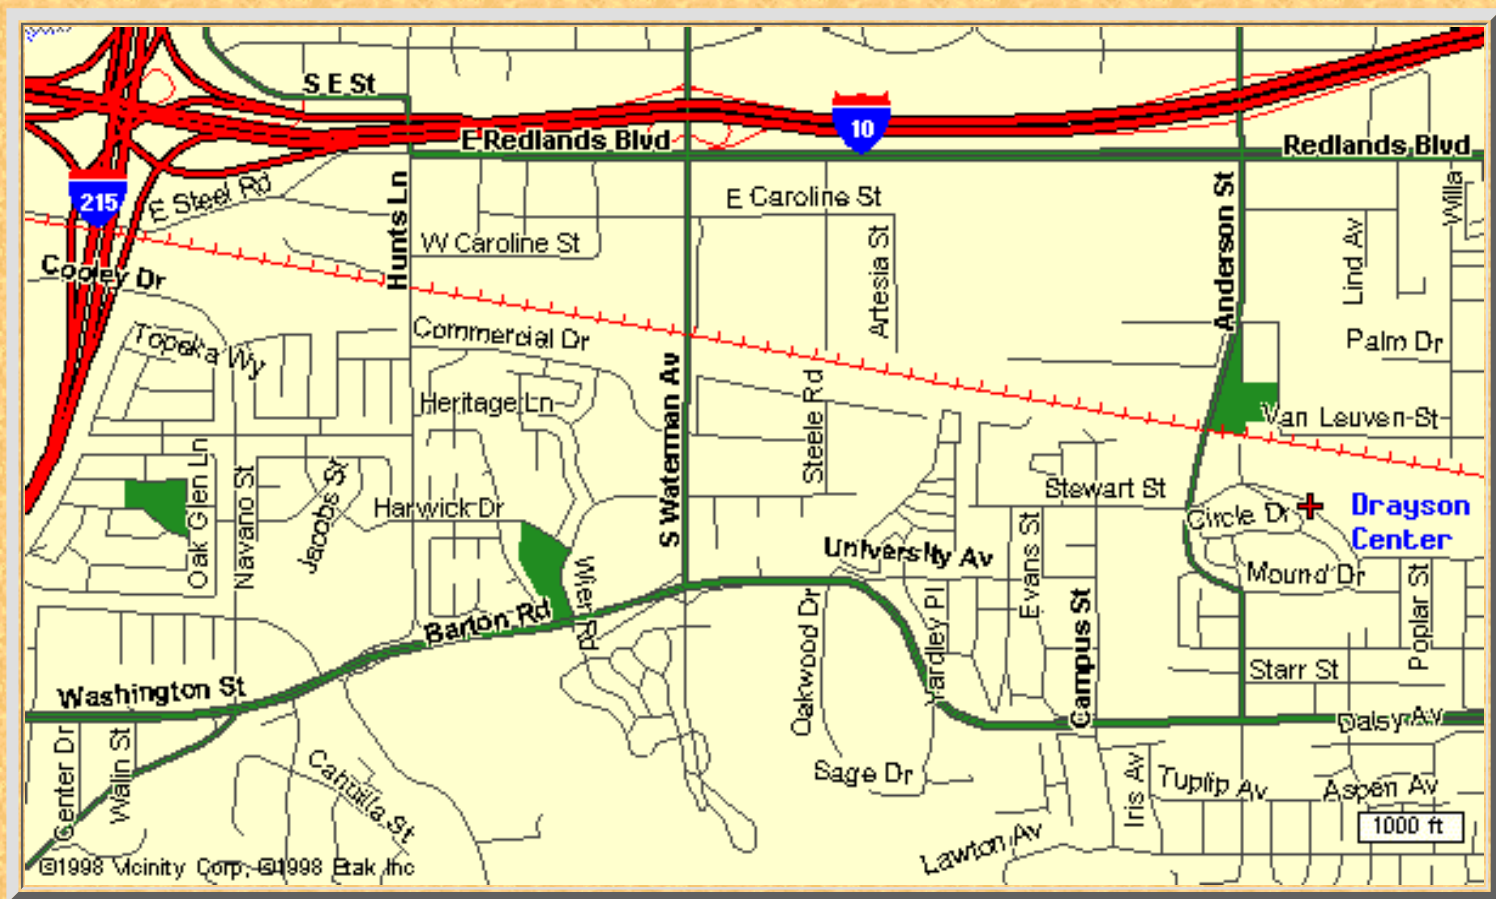 S E St
10
E Redlands Blvd
Redlands Blvd
215
E Steel Rd
Hunts Ln
E Caroline St
W Caroline St
Artesia St
Anderson St
Willa
Lind Av
Cooley Dr
Topeka Wy
Commercial Dr
Palm Dr
S Waterman Av
Steele Rd
Heritage Ln
Van Leuven St
Oak Glen Ln
Navano St
Jacobs St
Harwick Dr
Stewart St
Circle Dr
Drayson
Center
University Av
Evans St
Wier Rd
Mound Dr
Poplar St
Barton Rd
Oakwood Dr
Yardley Pl
Campus St
Starr St
Washington St
Daisy Av
Center Dr
Walin St
Cahuilla St
Sage Dr
Iris Av
Tuplip Av
Aspen Av
Lawton Av
1000 ft
©1998 Vicinity Corp, ©1998 Etak Inc